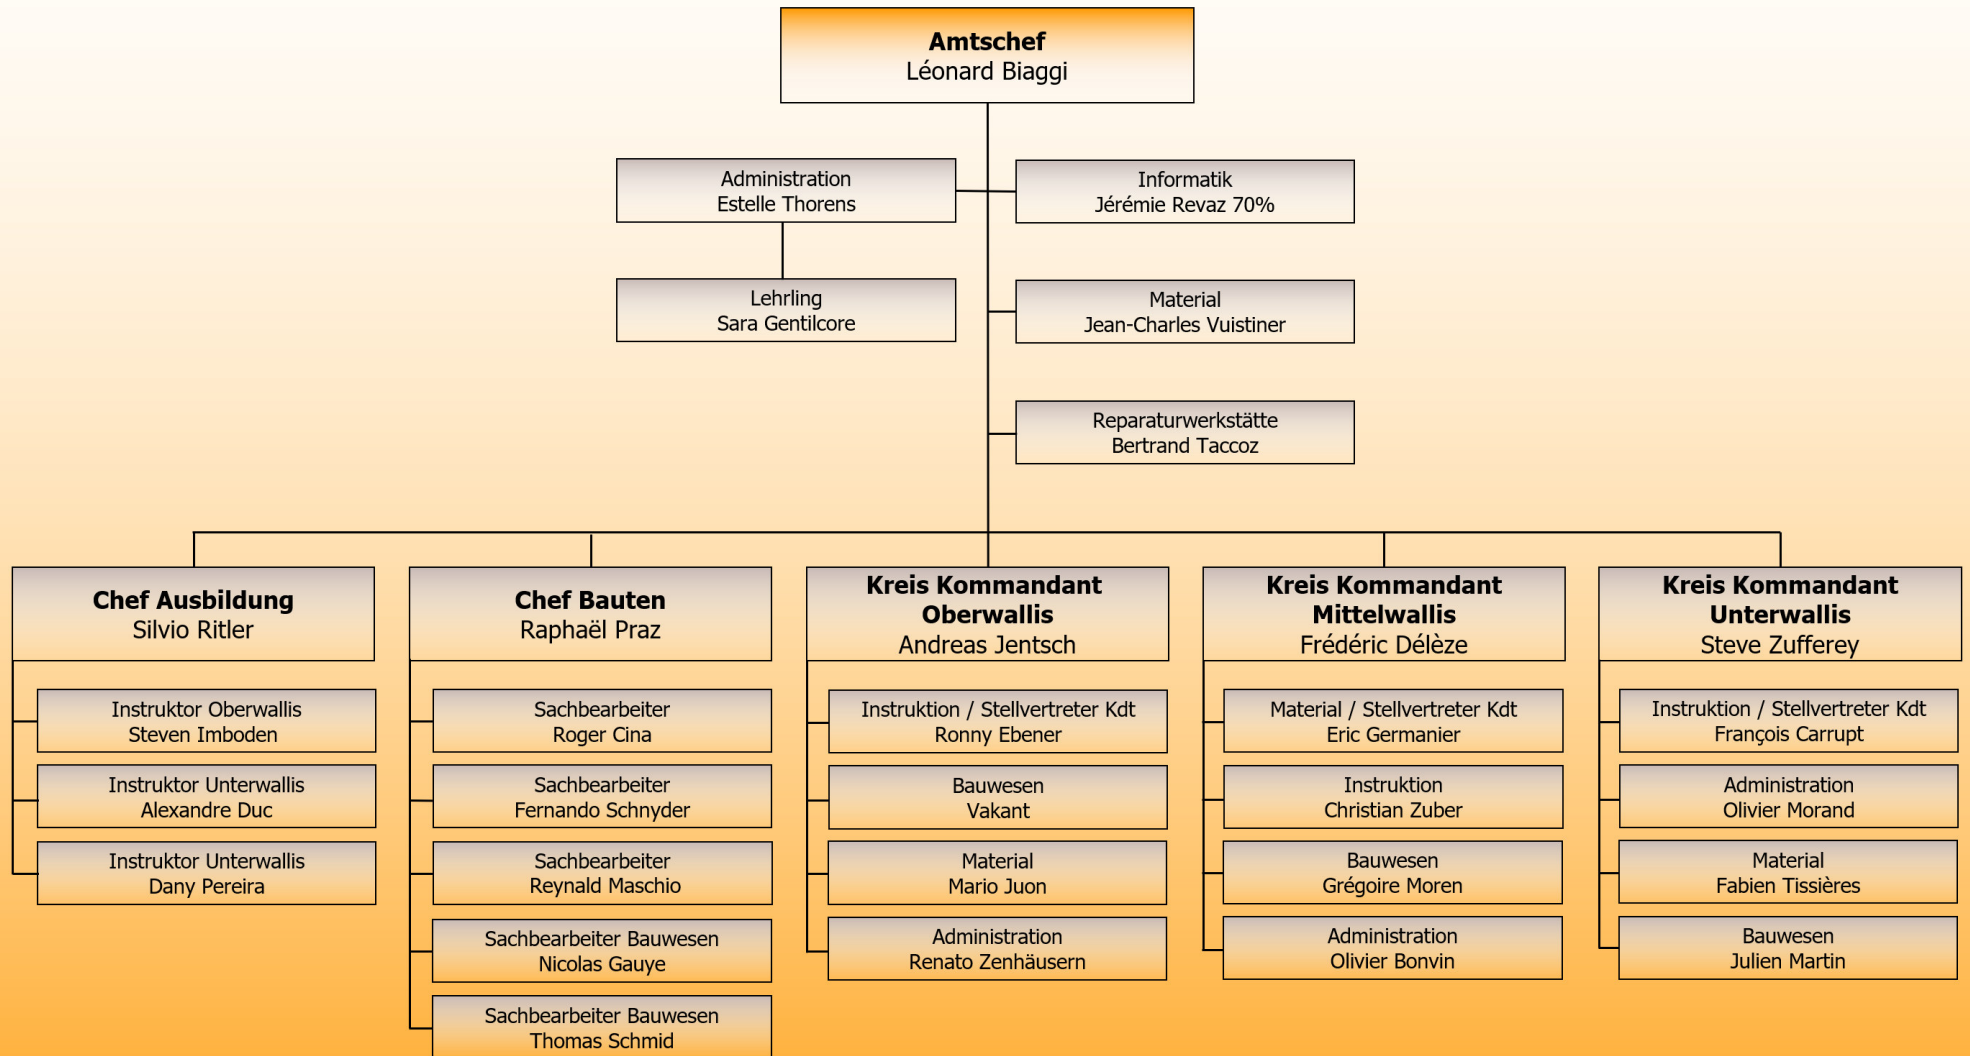 Amtschef
Léonard Biaggi
Administration
Estelle Thorens
Informatik
Jérémie Revaz 70%
Lehrling
Sara Gentilcore
Material
Jean-Charles Vuistiner
Reparaturwerkstätte
Bertrand Taccoz
Chef Ausbildung
Silvio Ritler
Instruktor Oberwallis
Steven Imboden
Instruktor Unterwallis
Alexandre Duc
Instruktor Unterwallis
Dany Pereira
Chef Bauten
Raphaël Praz
Sachbearbeiter
Roger Cina
Sachbearbeiter
Fernando Schnyder
Sachbearbeiter
Reynald Maschio
Sachbearbeiter Bauwesen
Nicolas Gauye
Sachbearbeiter Bauwesen
Thomas Schmid
Kreis Kommandant
Oberwallis
Andreas Jentsch
Instruktion / Stellvertreter Kdt
Ronny Ebener
Bauwesen
Vakant
Material
Mario Juon
Administration
Renato Zenhäusern
Kreis Kommandant
Mittelwallis
Frédéric Délèze
Material / Stellvertreter Kdt
Eric Germanier
Instruktion
Christian Zuber
Bauwesen
Grégoire Moren
Administration
Olivier Bonvin
Kreis Kommandant
Unterwallis
Steve Zufferey
Instruktion / Stellvertreter Kdt
François Carrupt
Administration
Olivier Morand
Material
Fabien Tissières
Bauwesen
Julien Martin